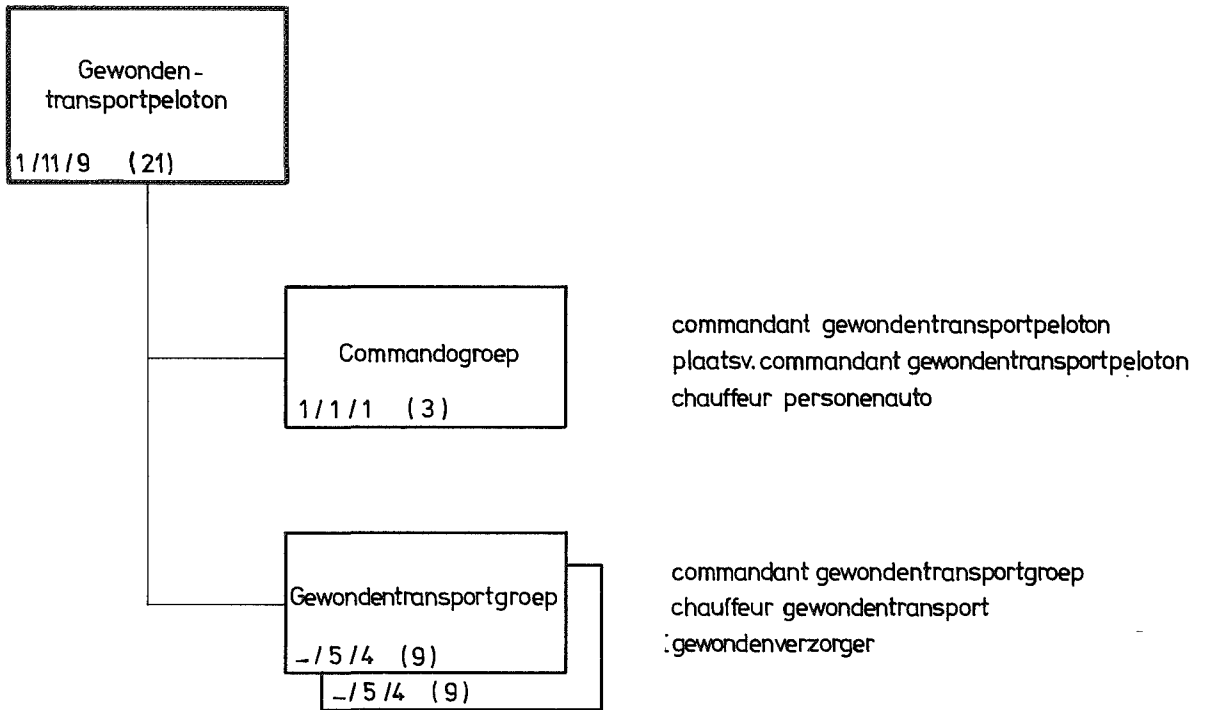 Gewonden-
transportpeloton
1/11/9 (21)
Commandogroep
1/1/1 (3)
commandant gewondentransportpeloton
plaatsv. commandant gewondentransportpeloton
chauffeur personenauto
Gewondentransportgroep
-/5/4 (9)
-/5/4 (9)
commandant gewondentransportgroep
chauffeur gewondentransport
gewondenverzorger